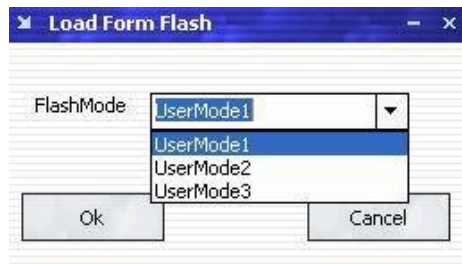 Load Form Flash
FlashMode UserMode1
UserMode1
UserMode2
UserMode3
Ok Cancel